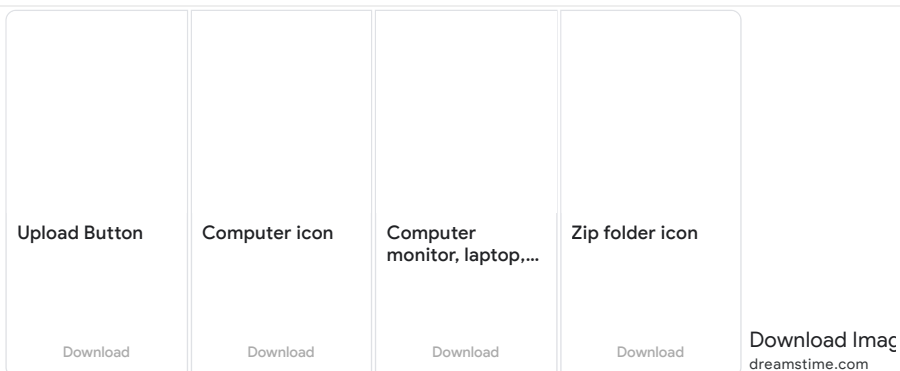 Upload Button
Computer icon
Computer
monitor, laptop,...
Zip folder icon
Download
Download
Download
Download
Download Imag
dreamstime.com